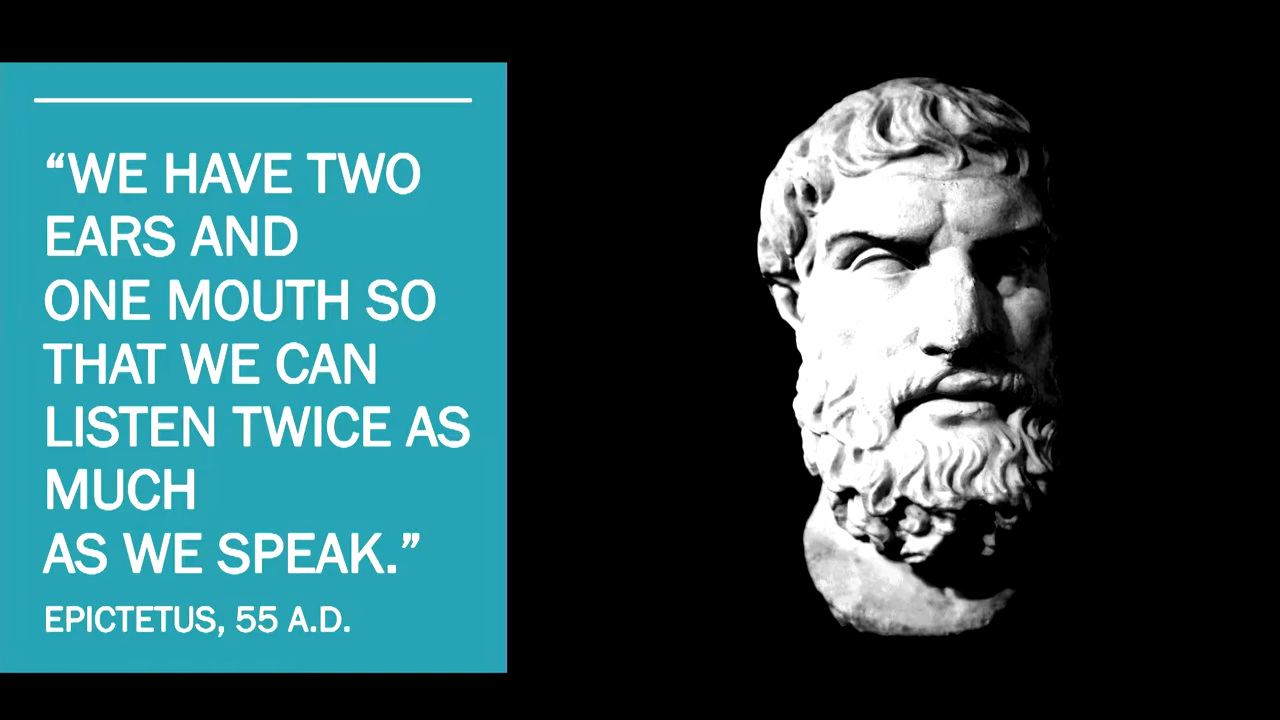 “WE HAVE TWO
EARS AND
ONE MOUTH SO
THAT WE CAN
LISTEN TWICE AS
MUCH
AS WE SPEAK.”
EPICTETUS, 55 A.D.